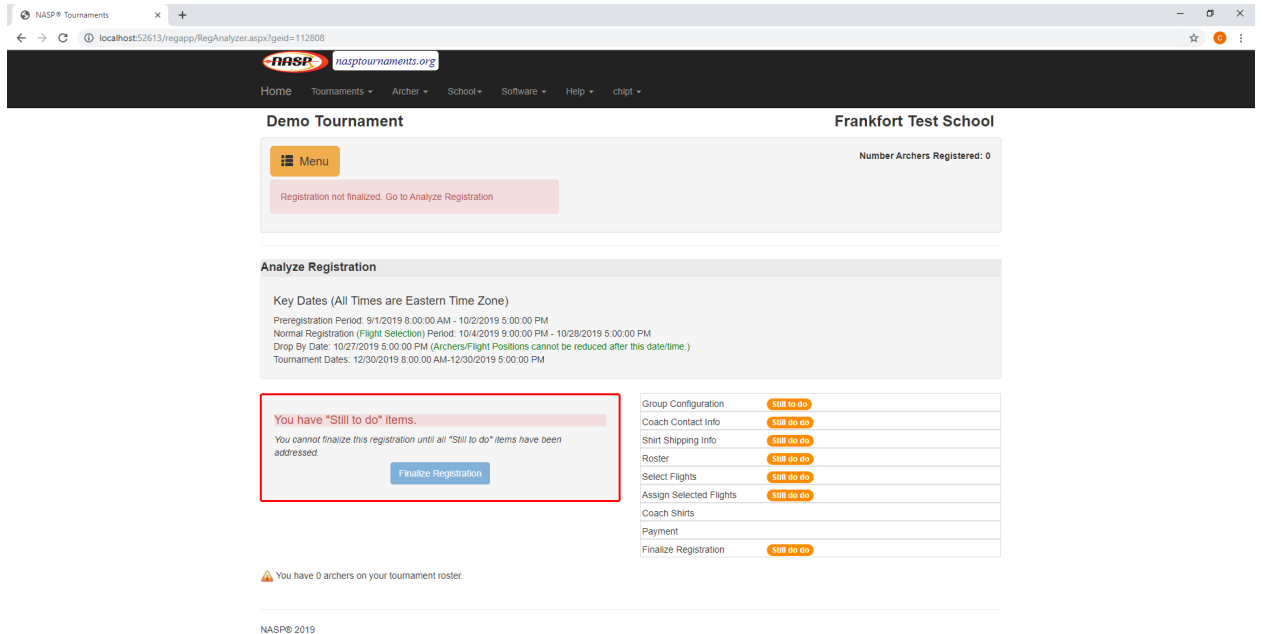 NASP® Tournaments
localhost:52613/regapp/RegAnalyzer.aspx?geid=112808
C
NASP nasptournaments.org
Home Tournaments Archer School Software Help chipt
Demo Tournament Frankfort Test School
Menu
Number Archers Registered: 0
Registration not finalized. Go to Analyze Registration
Analyze Registration
Key Dates (All Times are Eastern Time Zone)
Preregistration Period: 9/1/2019 8:00:00 AM - 10/2/2019 5:00:00 PM
Normal Registration (Flight Selection) Period: 10/4/2019 9:00:00 PM - 10/28/2019 5:00:00 PM
Drop By Date: 10/27/2019 5:00:00 PM (Archers/Flight Positions cannot be reduced after this date/time.)
Tournament Dates: 12/30/2019 8:00:00 AM-12/30/2019 5:00:00 PM
You have "Still to do" items.
You cannot finalize this registration until all "Still to do" items have been
addressed.
Finalize Registration
Group Configuration Still to do
Coach Contact Info Still do do
Shirt Shipping Info Still do do
Roster Still do do
Select Flights Still do do
Assign Selected Flights Still do do
Coach Shirts
Payment
Finalize Registration Still do do
You have 0 archers on your tournament roster.
NASP® 2019